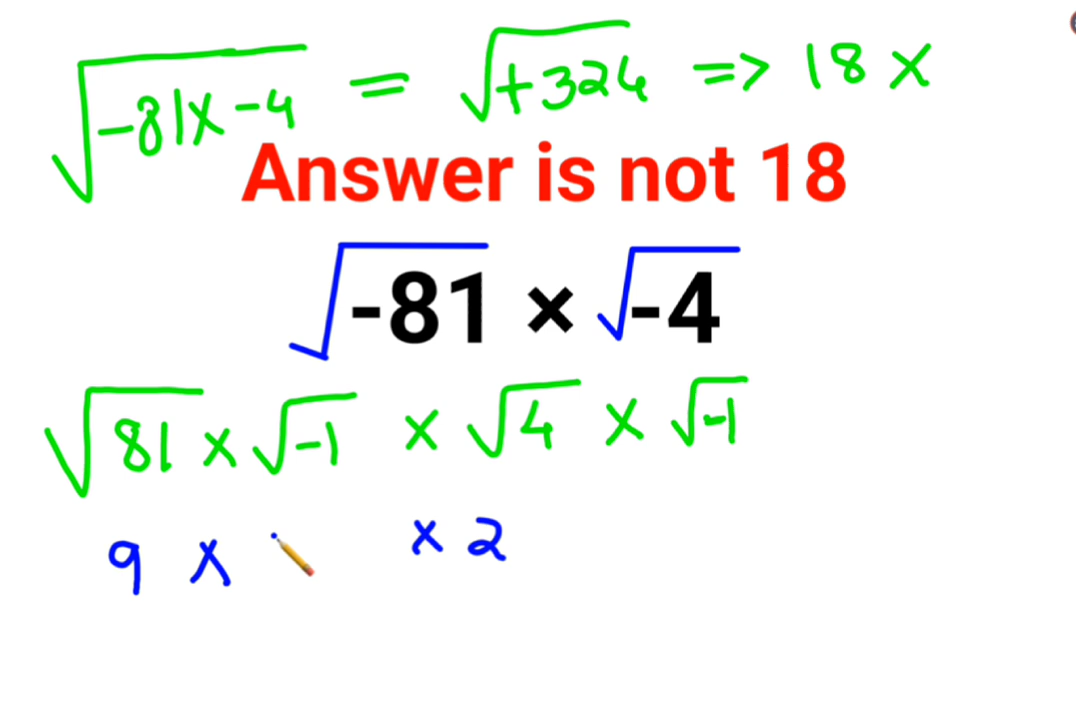 √-81x-4 = √+324 => 18 x
Answer is not 18
√-81 × √-4
√81 x √-1 x √4 x √-1
9 x x 2